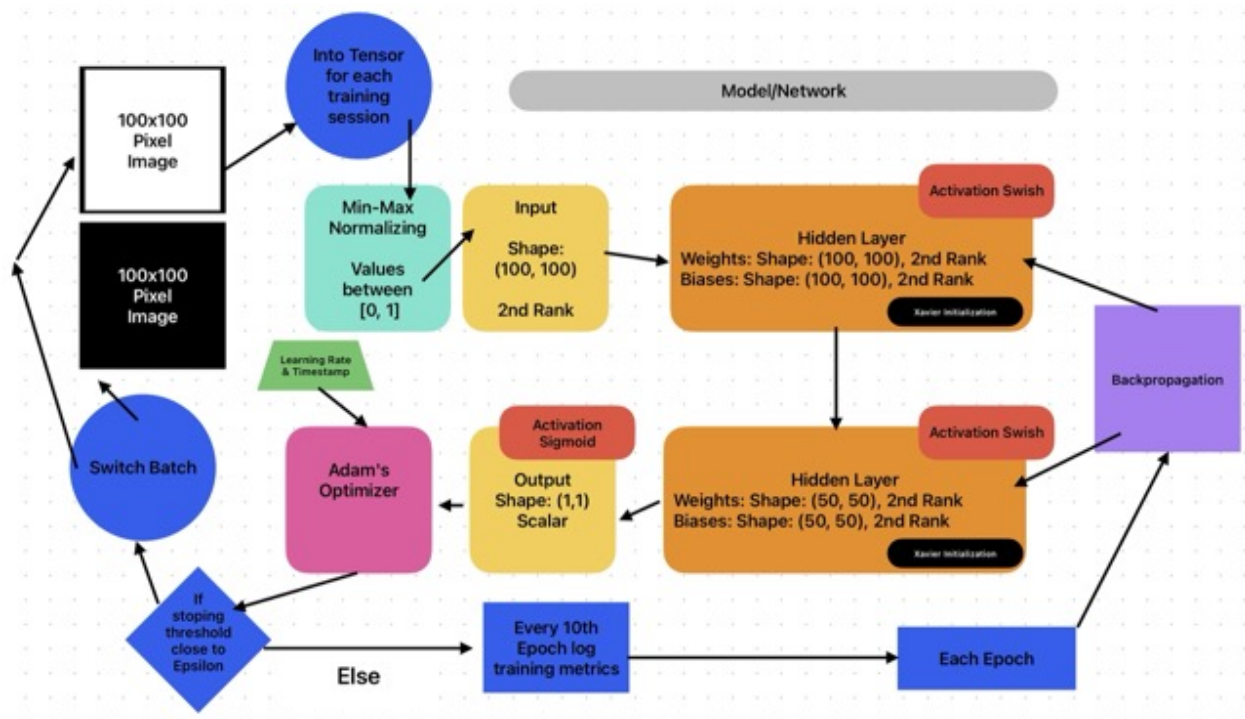 100x100
Pixel
Image
Into Tensor
for each
training
session
Model/Network
100x100
Pixel
Image
Min-Max
Normalizing
Values
between
[0, 1]
Input
Shape:
(100, 100)
2nd Rank
Activation Swish
Hidden Layer
Weights: Shape: (100, 100), 2nd Rank
Biases: Shape: (100, 100), 2nd Rank
Xavier Initialization
Learning Rate
& Timestamp
Backpropagation
Switch Batch
Adam's
Optimizer
Activation
Sigmoid
Output
Shape: (1,1)
Scalar
Activation Swish
Hidden Layer
Weights: Shape: (50, 50), 2nd Rank
Biases: Shape: (50, 50), 2nd Rank
Xavier Initialization
If
stoping
threshold
close to
Epsilon
Else
Every 10th
Epoch log
training metrics
Each Epoch